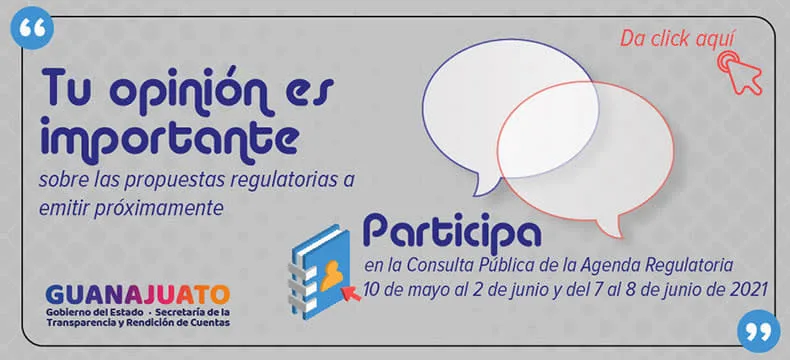 Da click aquí
Tu opinión es
importante
sobre las propuestas regulatorias a
emitir próximamente
Participa
en la Consulta Pública de la Agenda Regulatoria
10 de mayo al 2 de junio y del 7 al 8 de junio de 2021
GUANAJUATO
Gobierno del Estado · Secretaría de la
Transparencia y Rendición de Cuentas